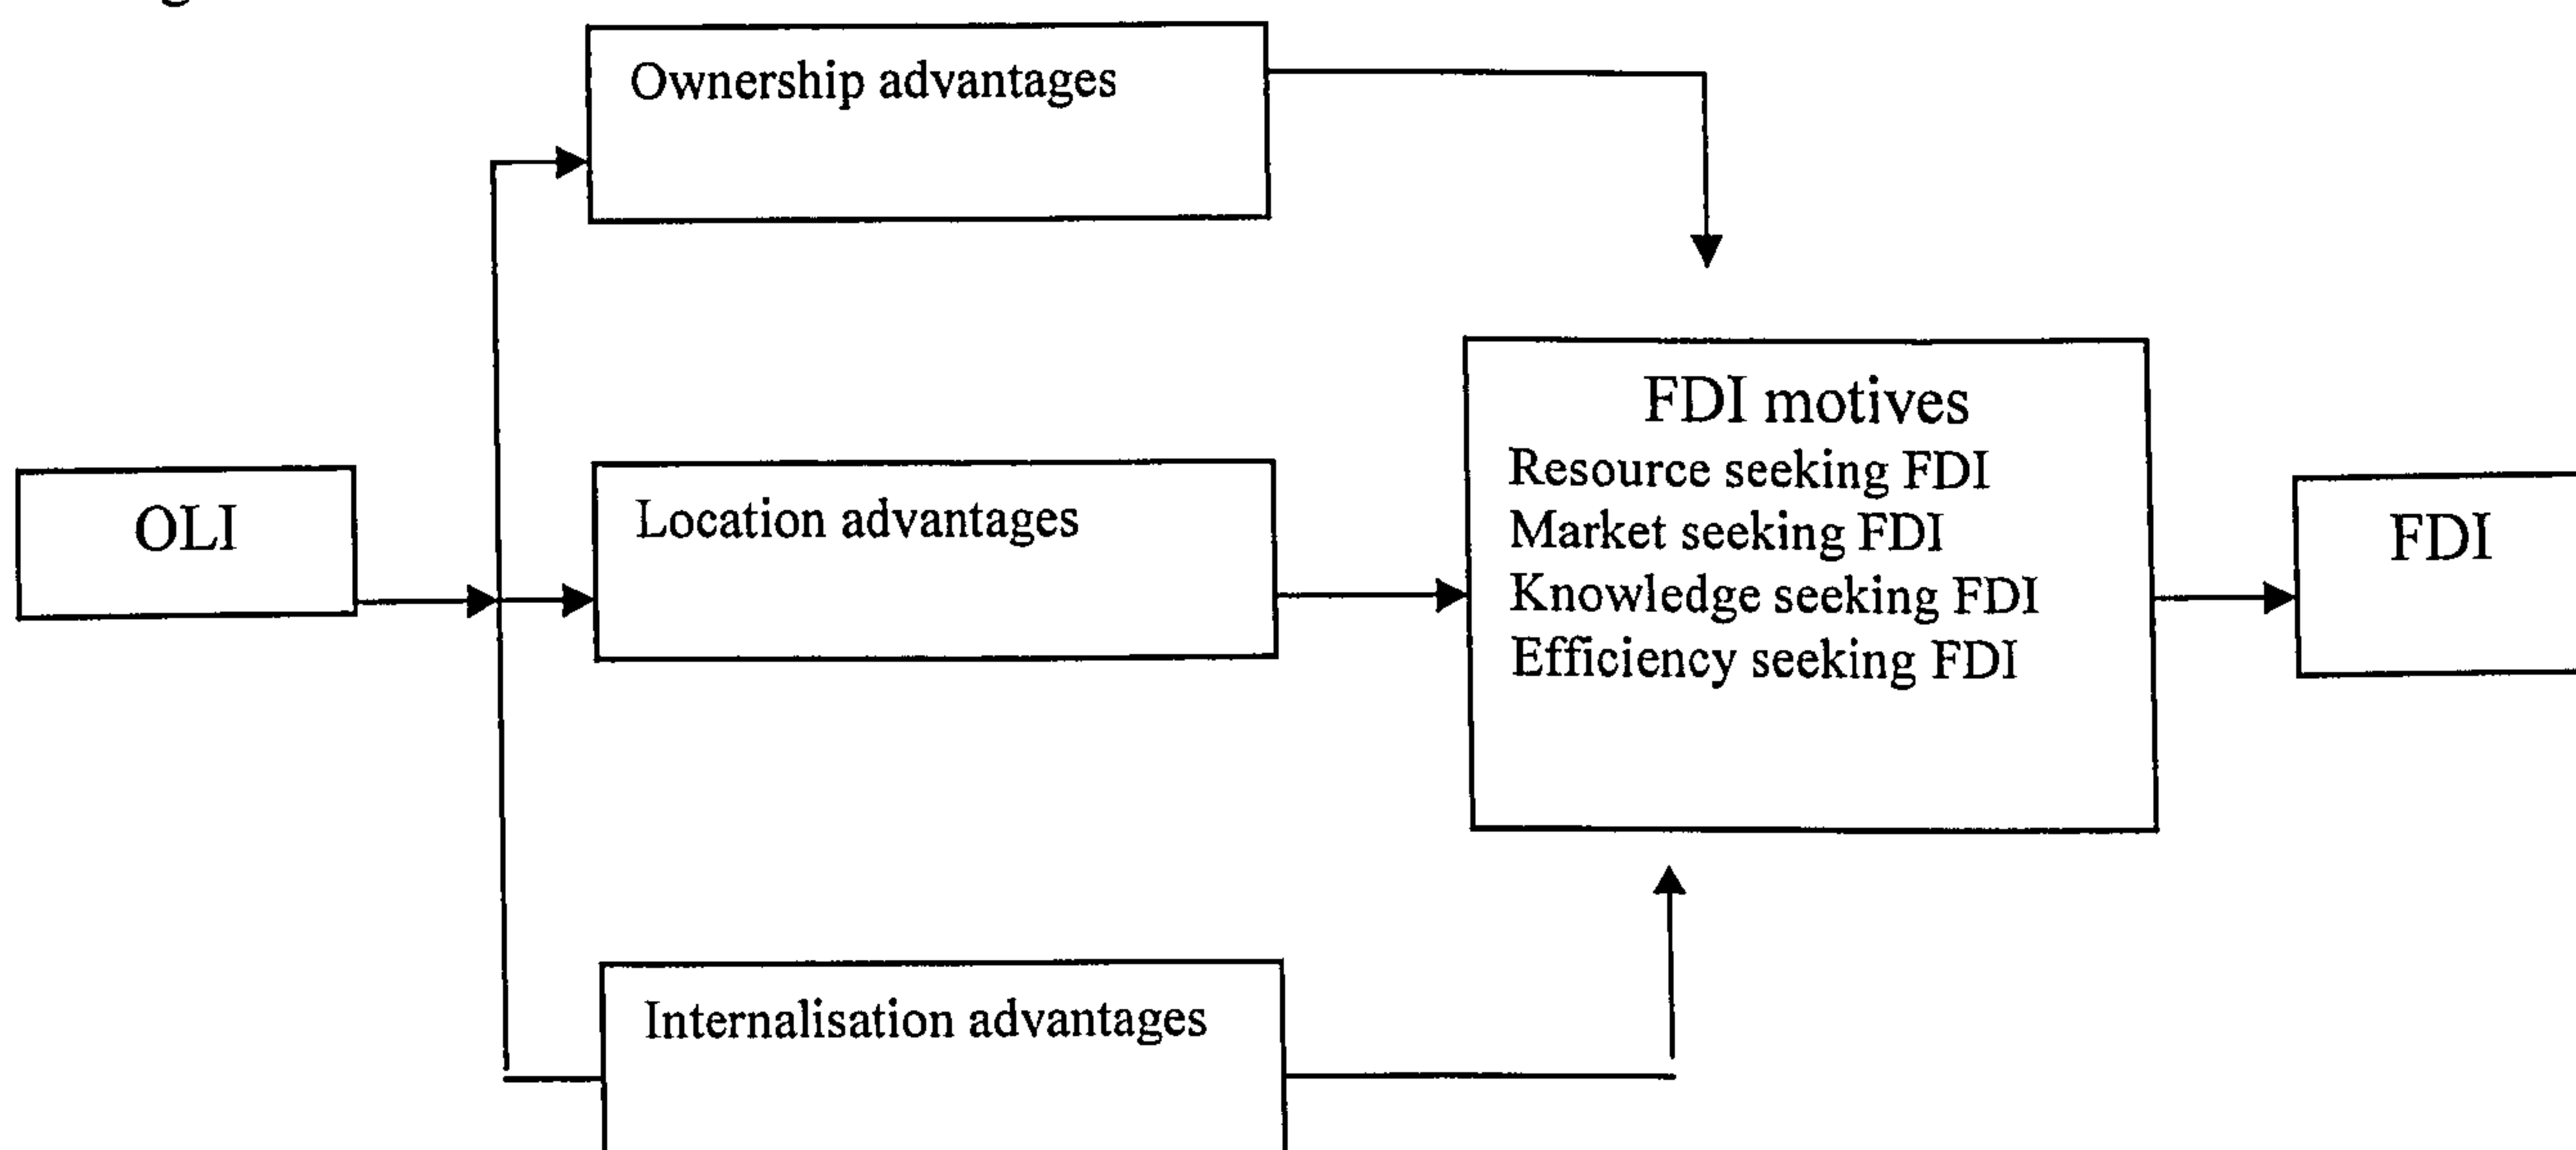 Ownership advantages
OLI
Location advantages
Internalisation advantages
FDI motives
Resource seeking FDI
Market seeking FDI
Knowledge seeking FDI
Efficiency seeking FDI
FDI